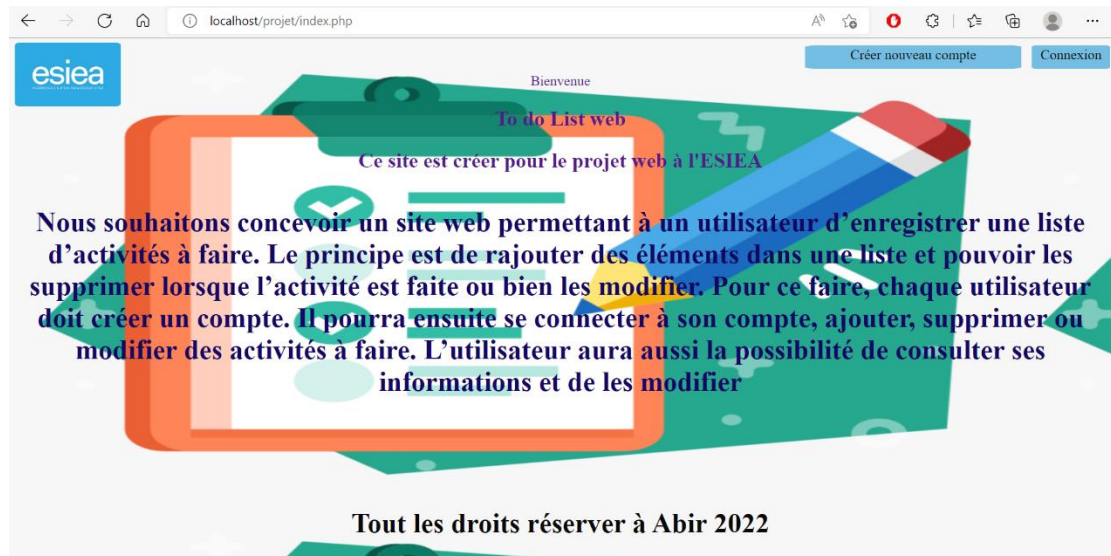 localhost/projet/index.php
esiea
Créer nouveau compte
Connexion
Bienvenue
To do List web
Ce site est créer pour le projet web à l'ESIEA
Nous souhaitons concevoir un site web permettant à un utilisateur d’enregistrer une liste
d’activités à faire. Le principe est de rajouter des éléments dans une liste et pouvoir les
supprimer lorsque l’activité est faite ou bien les modifier. Pour ce faire, chaque utilisateur
doit créer un compte. Il pourra ensuite se connecter à son compte, ajouter, supprimer ou
modifier des activités à faire. L’utilisateur aura aussi la possibilité de consulter ses
informations et de les modifier
Tout les droits réserver à Abir 2022